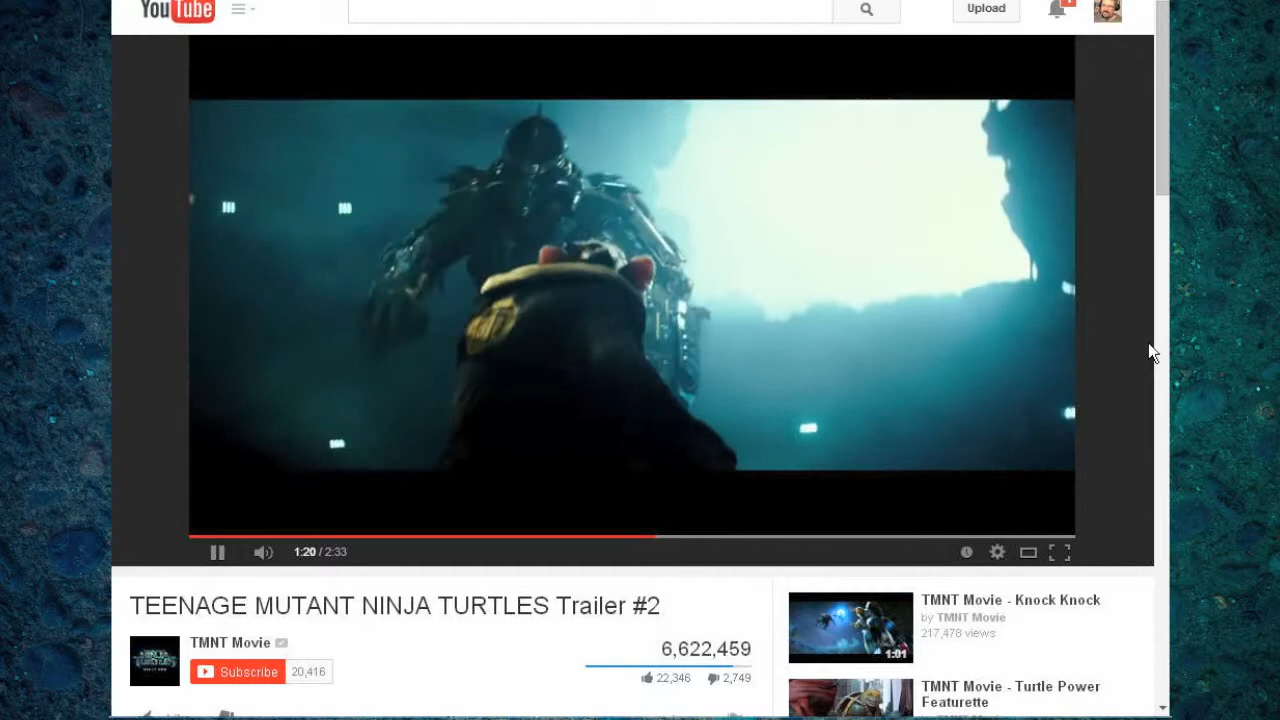 YouTube
Upload
1:20 / 2:33
TEENAGE MUTANT NINJA TURTLES Trailer #2
TMNT Movie
Subscribe 20,416
6,622,459
22,346 2,749
TMNT Movie - Knock Knock
by TMNT Movie
217,478 views
1:01
TMNT Movie - Turtle Power
Featurette